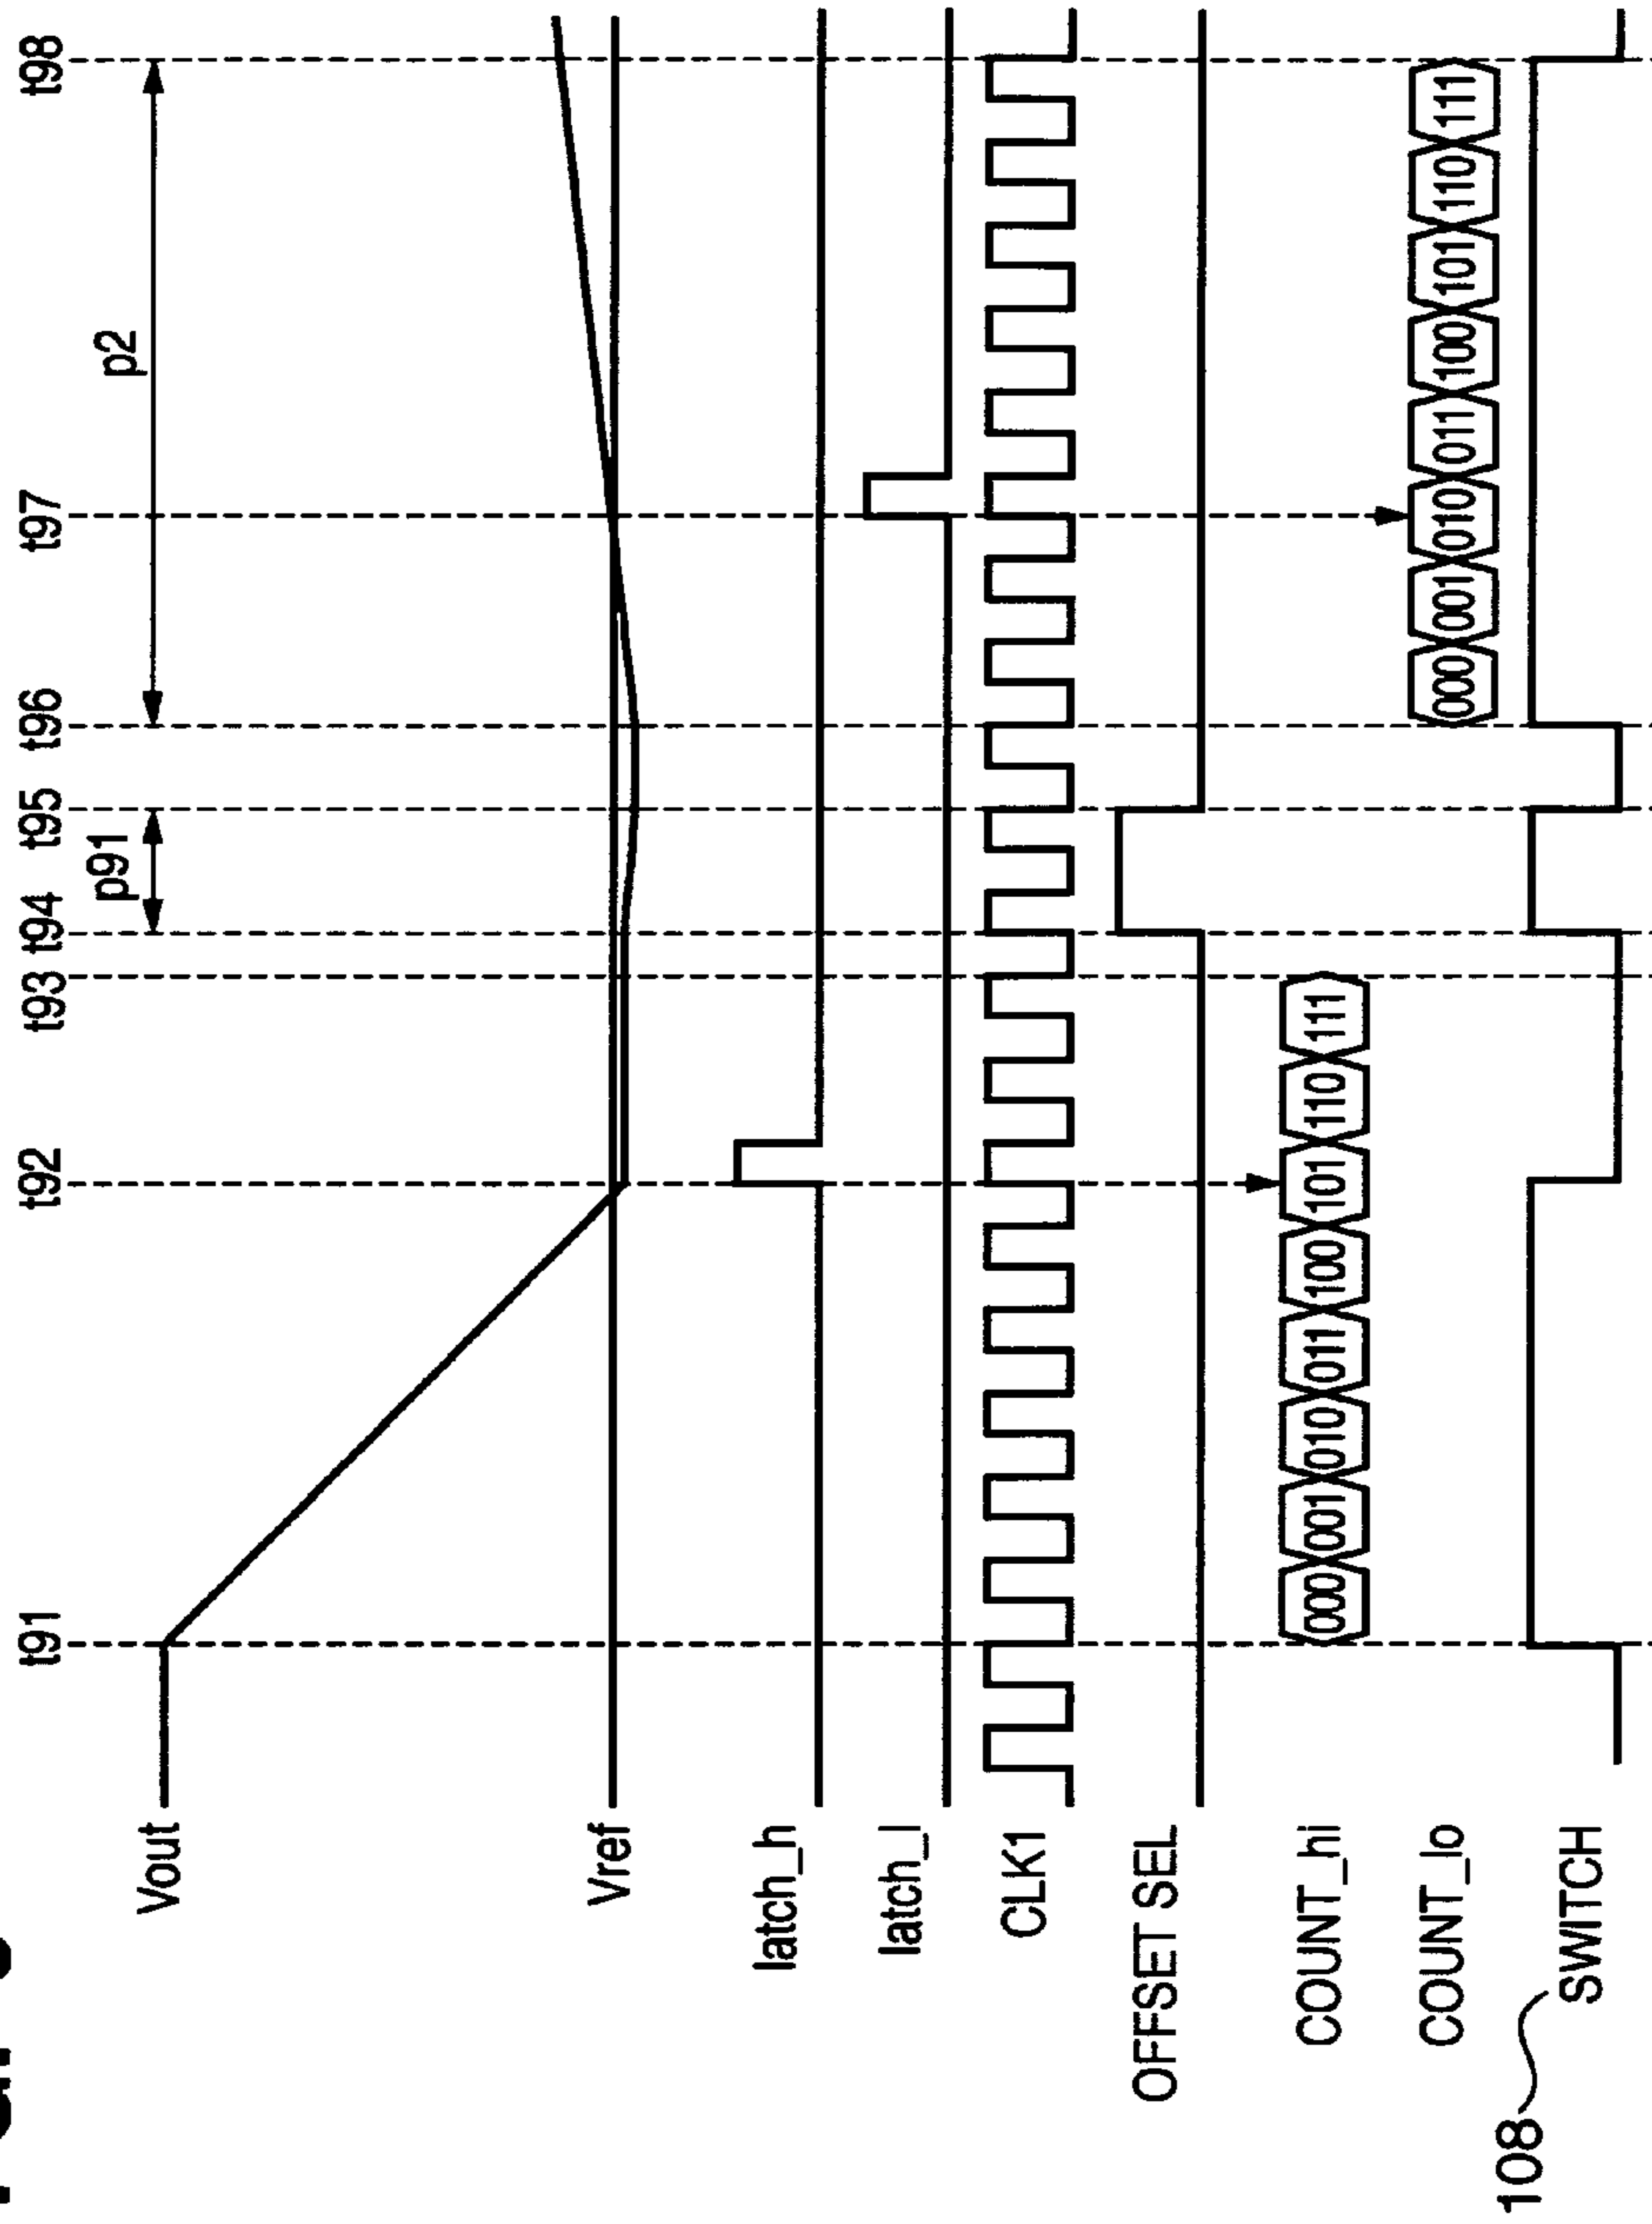 t91 t92 t93 t94 t95 t96 t97 t98
p91 p2
Vout
Vref
latch_h
latch_l
CLK1
OFFSET SEL
COUNT_hi 000 001 010 011 100 101 110 111
COUNT_lo 000 001 010 011 100 101 110 111
108 SWITCH